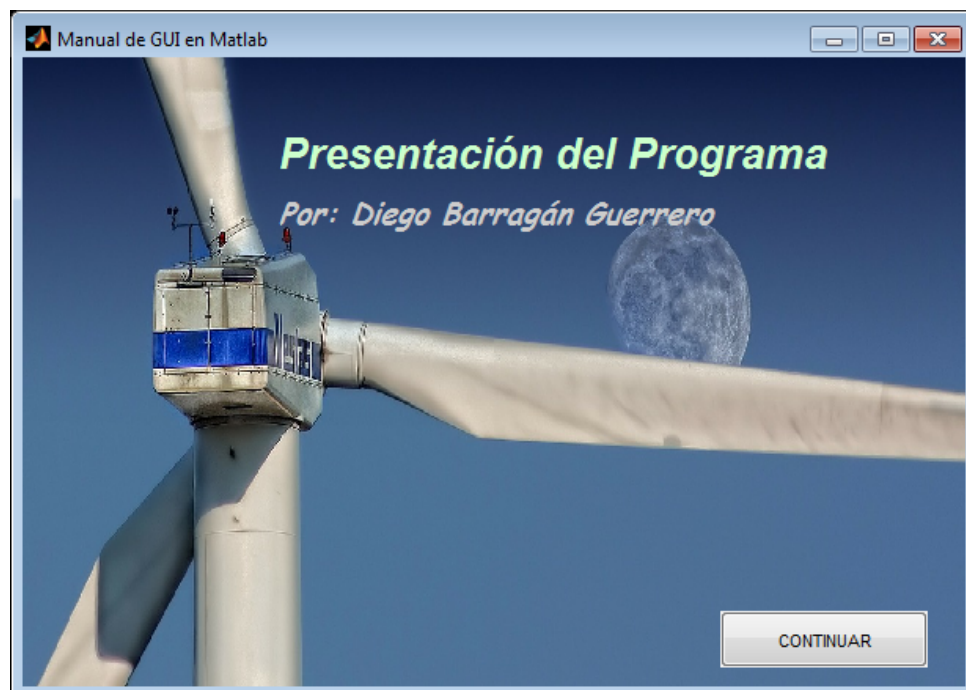 Manual de GUI en Matlab
Presentación del Programa
Por: Diego Barragán Guerrero
CONTINUAR